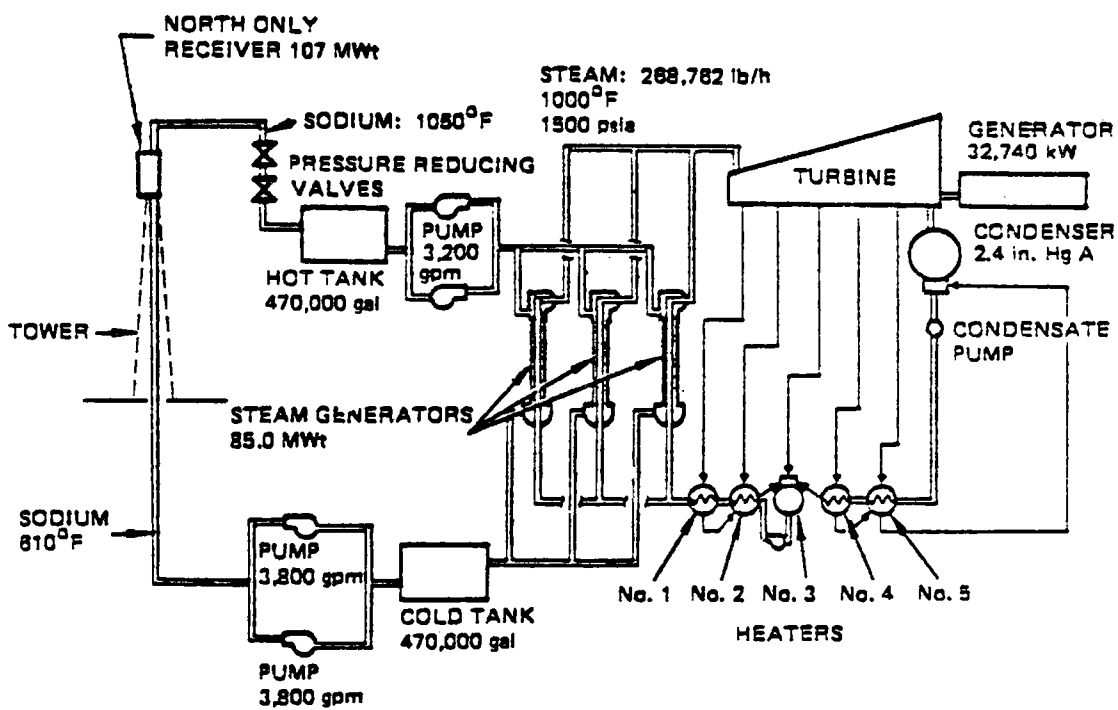 NORTH ONLY
RECEIVER 107 MWt
SODIUM: 1050°F
PRESSURE REDUCING
VALVES
STEAM: 268,762 lb/h
1000°F
1500 psia
TURBINE
GENERATOR
32,740 kW
CONDENSER
2.4 in. Hg A
CONDENSATE
PUMP
PUMP
3,200
gpm
HOT TANK
470,000 gal
TOWER
STEAM GENERATORS
85.0 MWt
SODIUM
610°F
PUMP
3,800 gpm
COLD TANK
470,000 gal
PUMP
3,800 gpm
No. 1 No. 2 No. 3 No. 4 No. 5
HEATERS